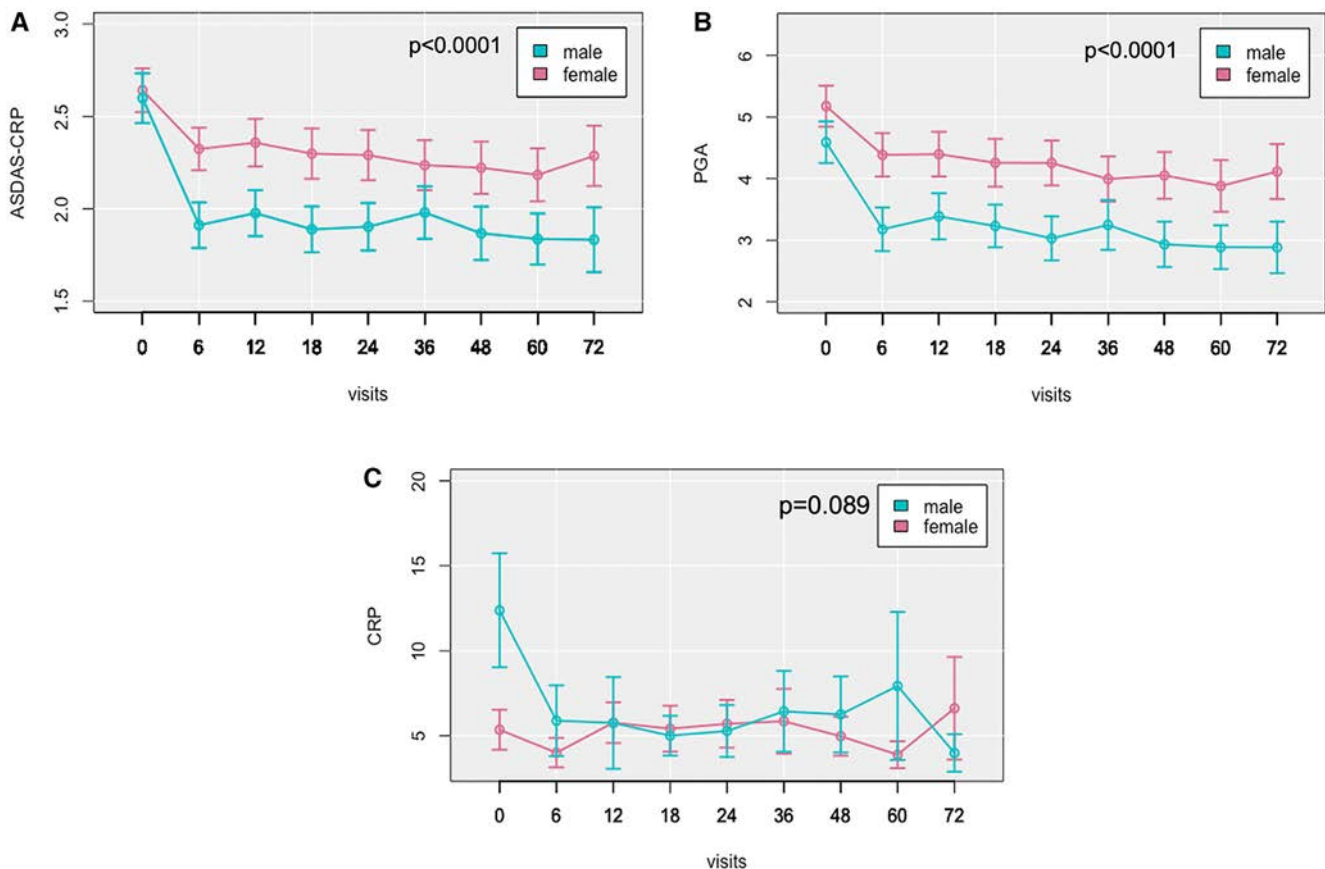 A
ASDAS-CRP
3.0
2.5
2.0
1.5
p<0.0001
male
female
0 6 12 18 24 36 48 60 72
visits
B
PGA
6
5
4
3
2
p<0.0001
male
female
0 6 12 18 24 36 48 60 72
visits
C
CRP
20
15
10
5
p=0.089
male
female
0 6 12 18 24 36 48 60 72
visits